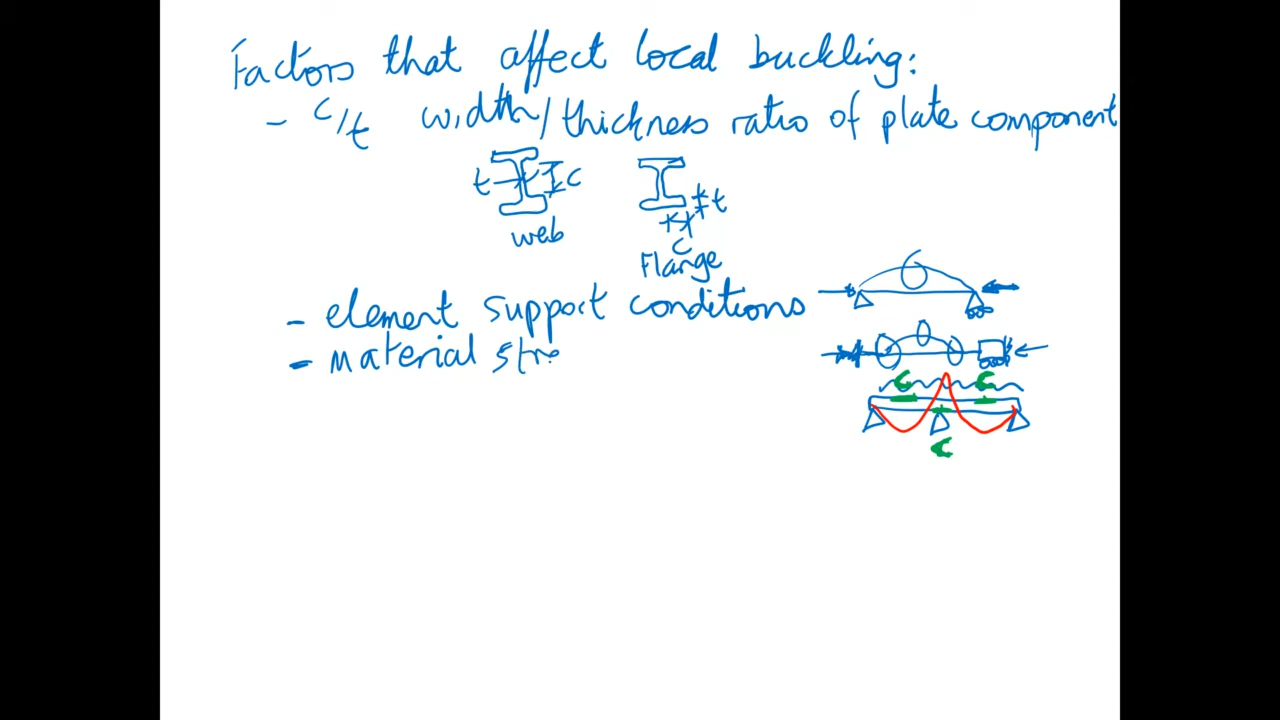 Factors that affect local buckling:
- c/t width/thickness ratio of plate component
t c
t
web
c
Flange
- element support conditions
- material str
C C
C